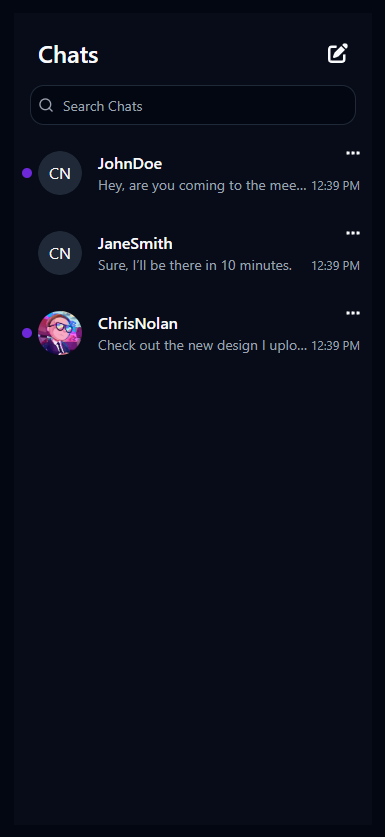 Chats
Search Chats
CN
JohnDoe
Hey, are you coming to the mee... 12:39 PM
CN
JaneSmith
Sure, I'll be there in 10 minutes. 12:39 PM
ChrisNolan
Check out the new design I uplo... 12:39 PM